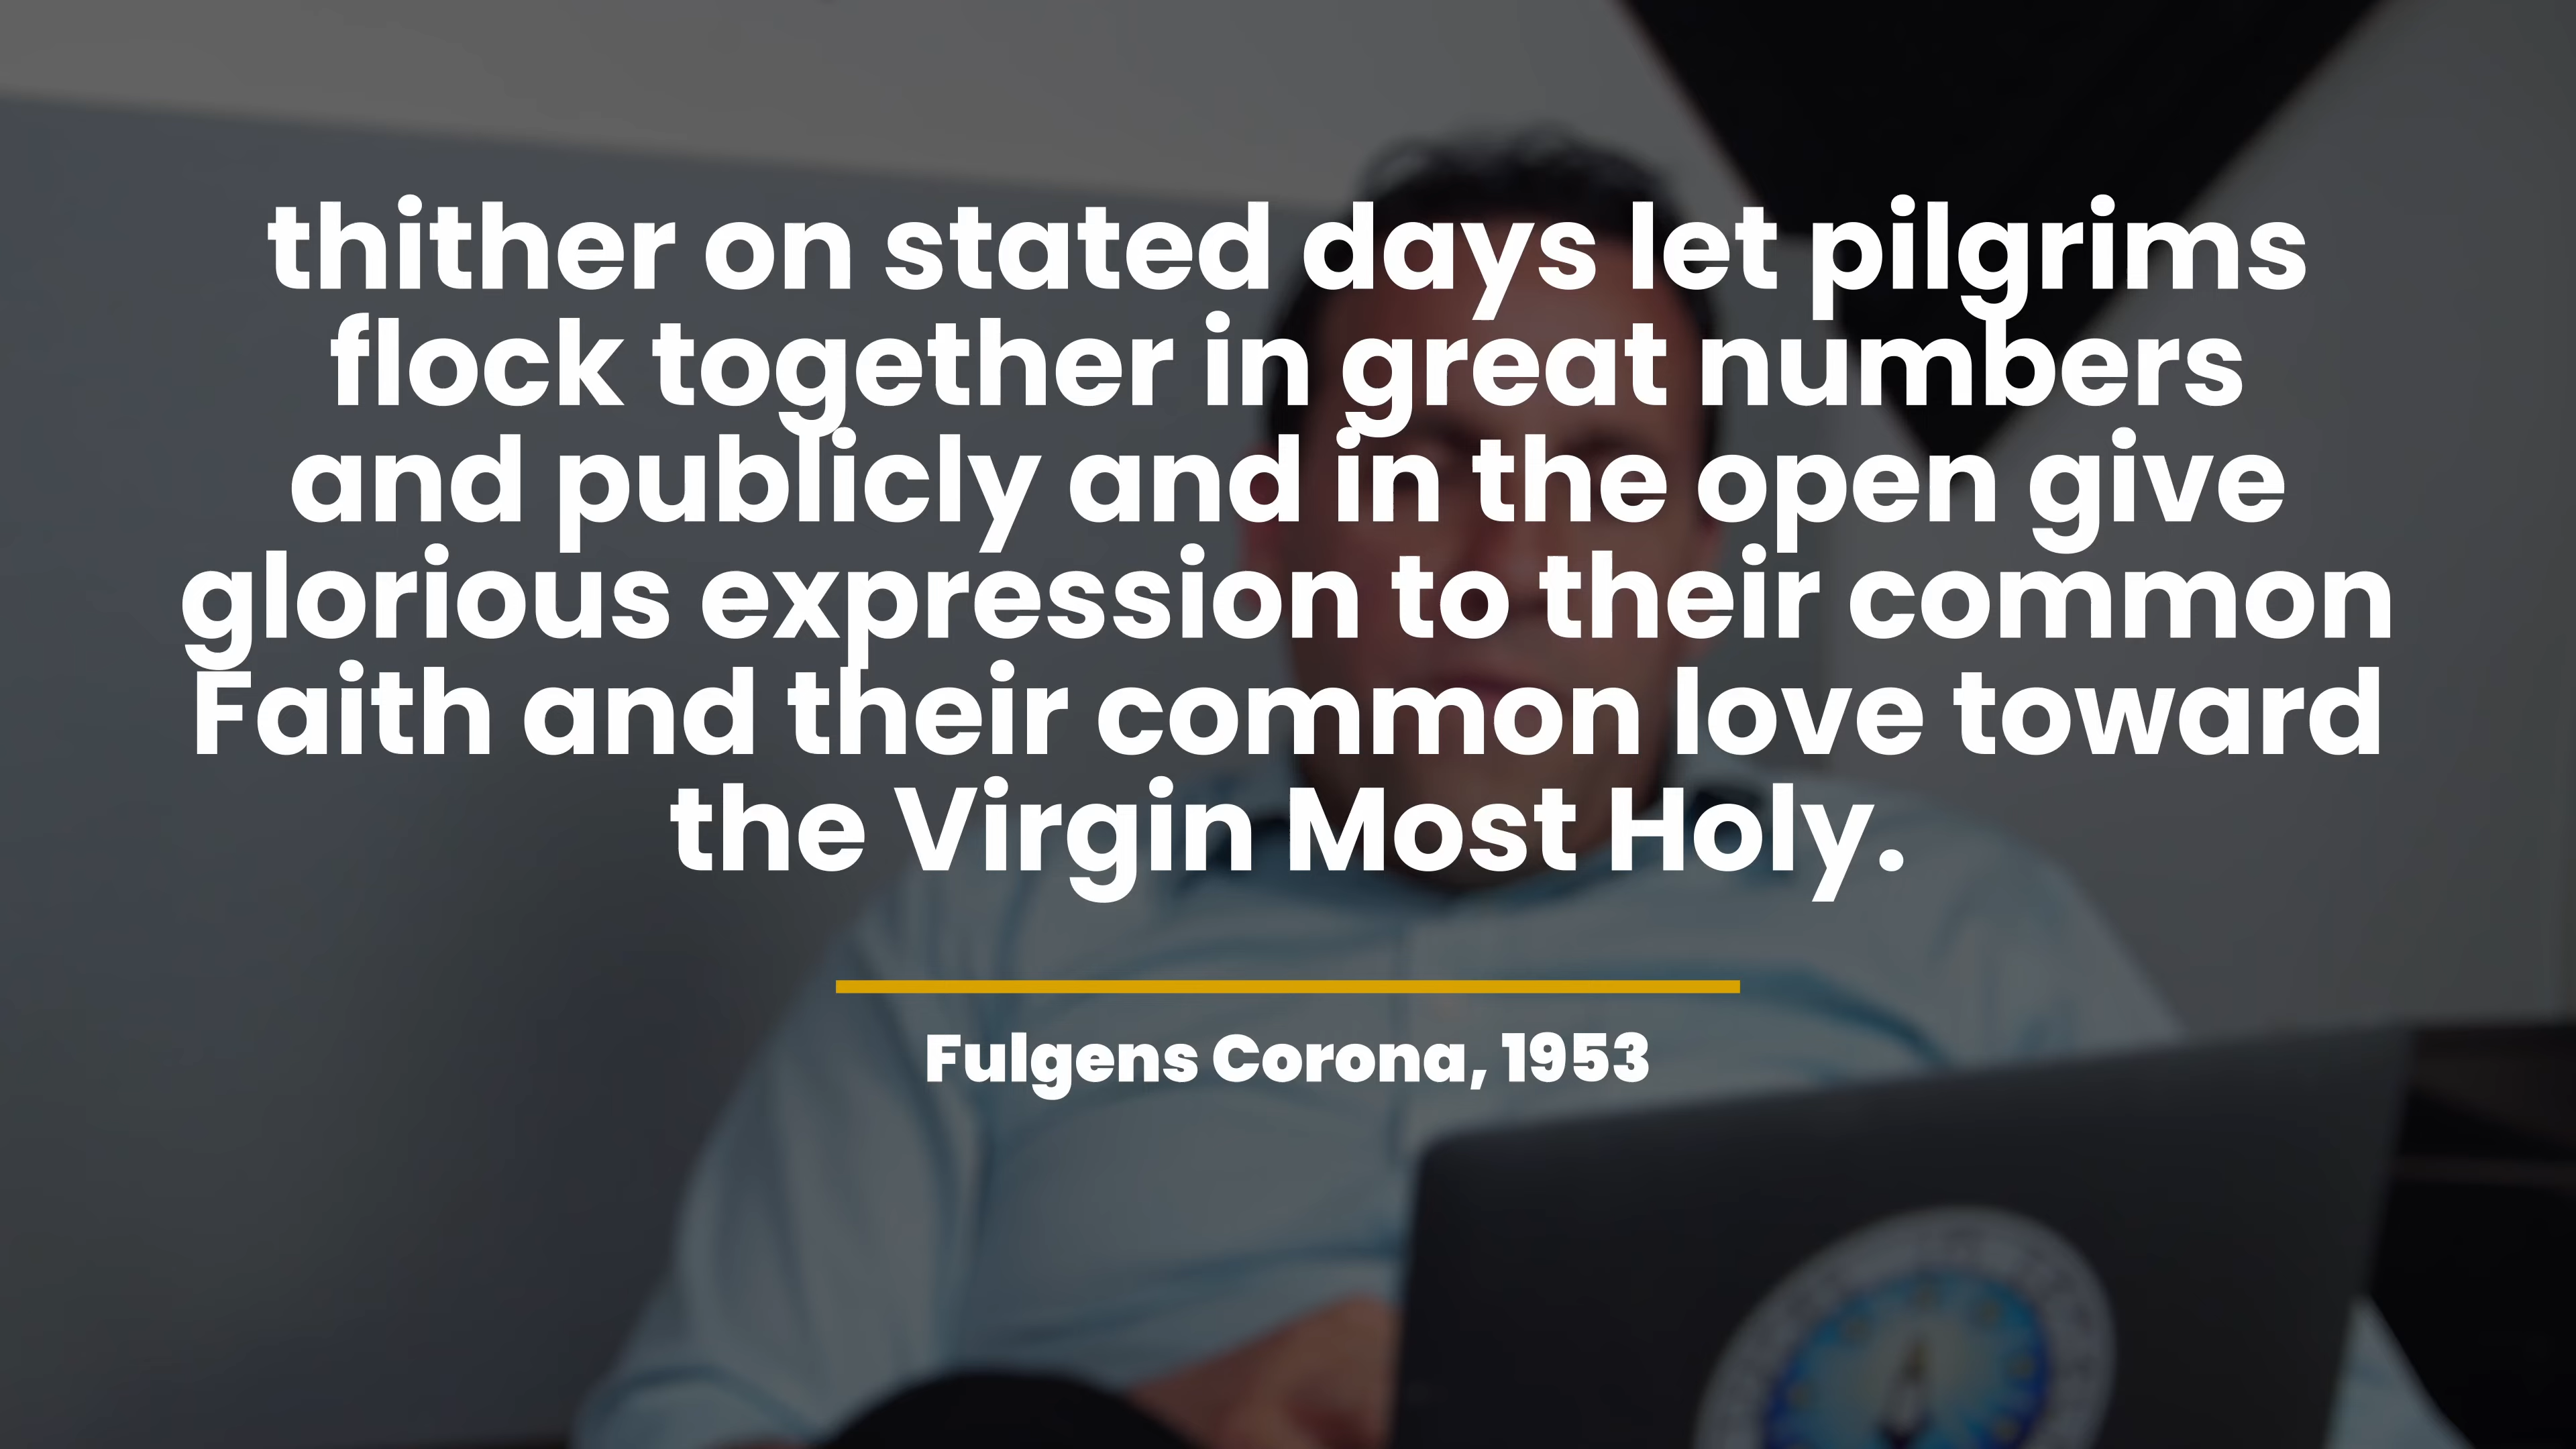 thither on stated days let pilgrims
flock together in great numbers
and publicly and in the open give
glorious expression to their common
Faith and their common love toward
the Virgin Most Holy.
Fulgens Corona, 1953